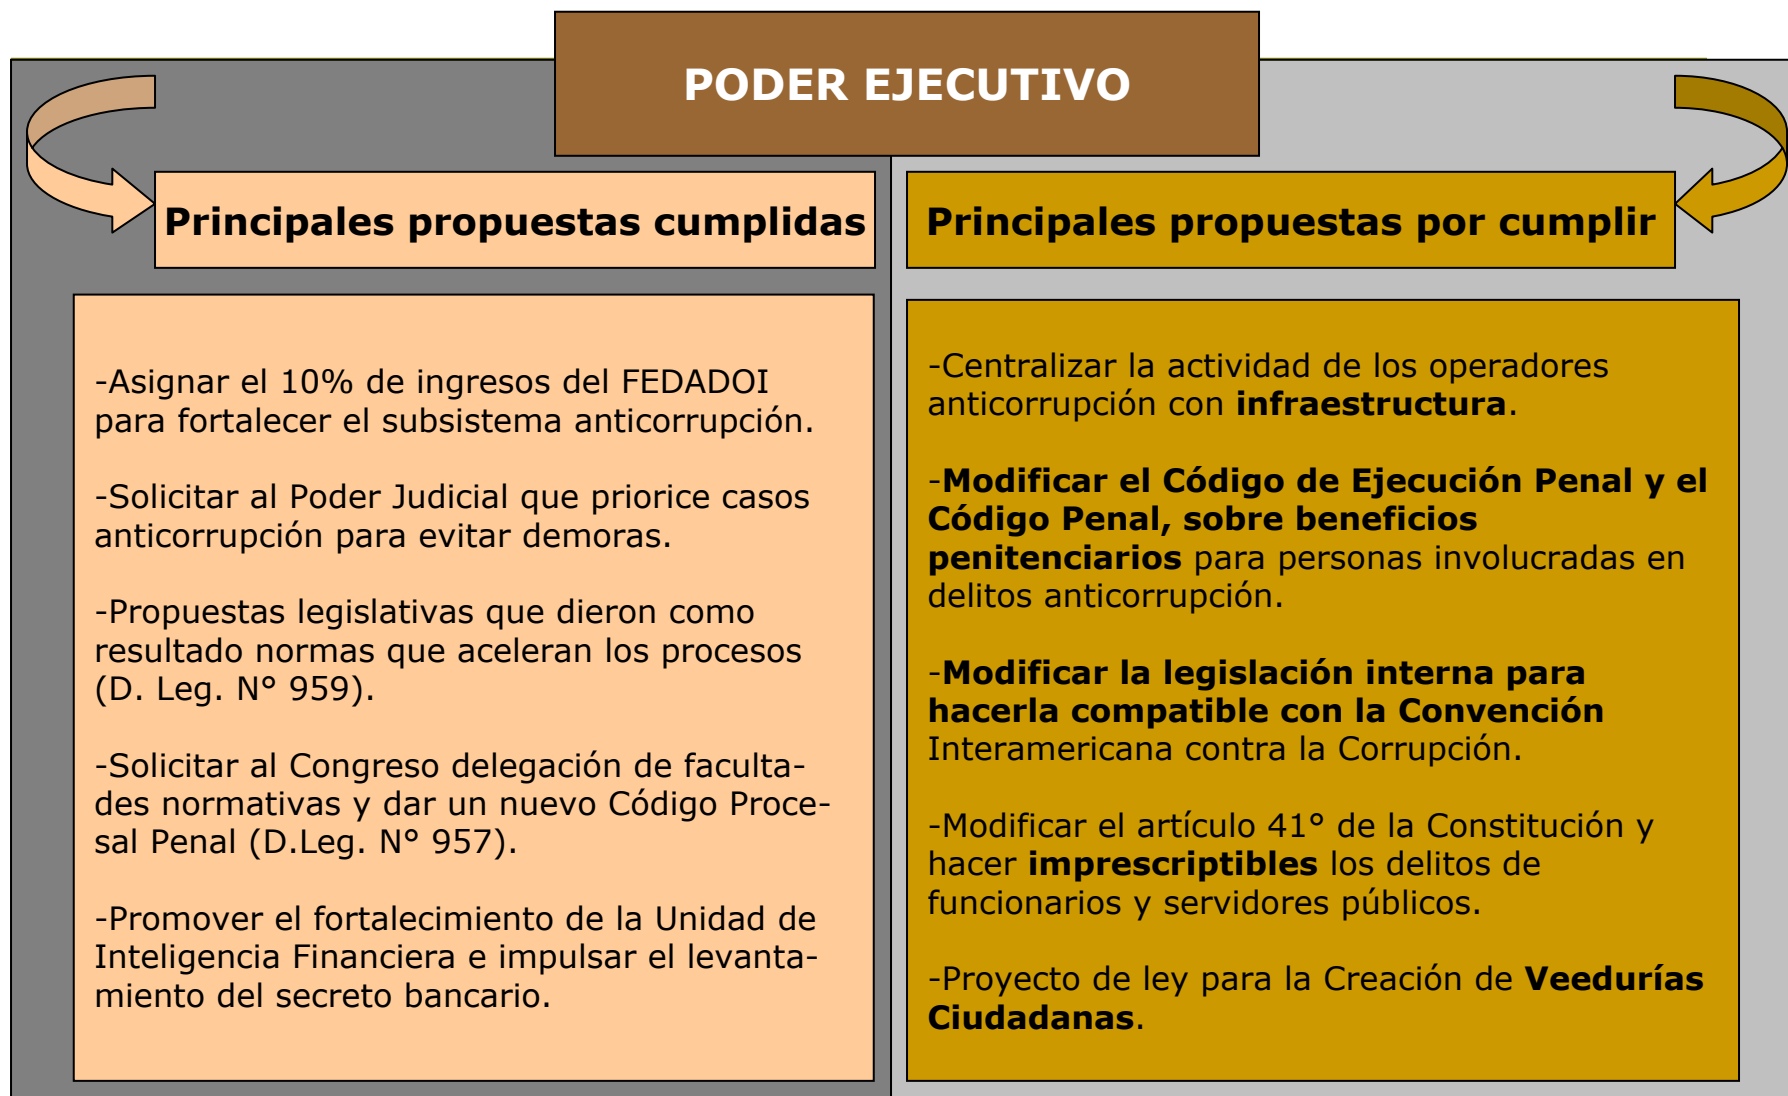 PODER EJECUTIVO
Principales propuestas cumplidas
-Asignar el 10% de ingresos del FEDADOI
para fortalecer el subsistema anticorrupción.
-Solicitar al Poder Judicial que priorice casos
anticorrupción para evitar demoras.
-Propuestas legislativas que dieron como
resultado normas que aceleran los procesos
(D. Leg. N° 959).
-Solicitar al Congreso delegación de faculta-
des normativas y dar un nuevo Código Proce-
sal Penal (D.Leg. N° 957).
-Promover el fortalecimiento de la Unidad de
Inteligencia Financiera e impulsar el levanta-
miento del secreto bancario.
Principales propuestas por cumplir
-Centralizar la actividad de los operadores
anticorrupción con infraestructura.
-Modificar el Código de Ejecución Penal y el
Código Penal, sobre beneficios
penitenciarios para personas involucradas en
delitos anticorrupción.
-Modificar la legislación interna para
hacerla compatible con la Convención
Interamericana contra la Corrupción.
-Modificar el artículo 41° de la Constitución y
hacer imprescriptibles los delitos de
funcionarios y servidores públicos.
-Proyecto de ley para la Creación de Veedurías
Ciudadanas.